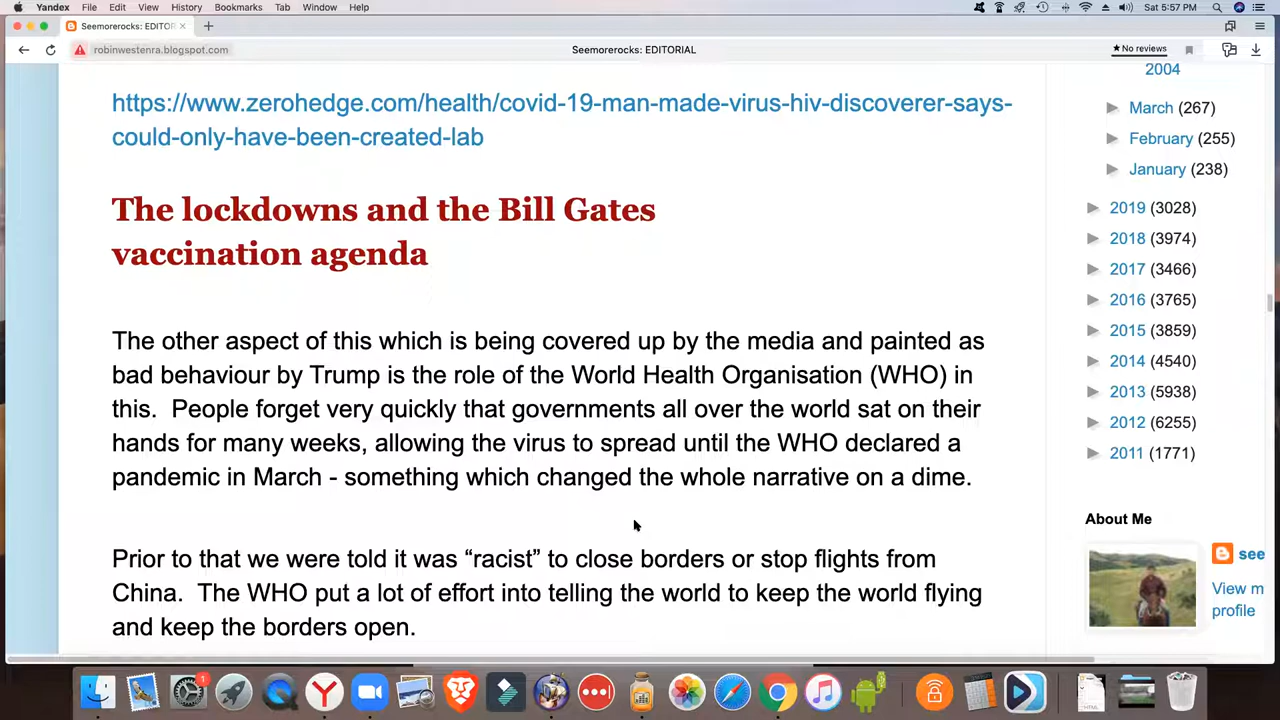 Yandex File Edit View History Bookmarks Tab Window Help Sat 5:57 PM
Seemorerocks: EDITOR
robinwestenra.blogspot.com Seemorerocks: EDITORIAL ★ No reviews
https://www.zerohedge.com/health/covid-19-man-made-virus-hiv-discoverer-says-
could-only-have-been-created-lab
The lockdowns and the Bill Gates
vaccination agenda
The other aspect of this which is being covered up by the media and painted as
bad behaviour by Trump is the role of the World Health Organisation (WHO) in
this.  People forget very quickly that governments all over the world sat on their
hands for many weeks, allowing the virus to spread until the WHO declared a
pandemic in March - something which changed the whole narrative on a dime.
Prior to that we were told it was “racist” to close borders or stop flights from
China.  The WHO put a lot of effort into telling the world to keep the world flying
and keep the borders open.
2004
► March (267)
► February (255)
► January (238)
► 2019 (3028)
► 2018 (3974)
► 2017 (3466)
► 2016 (3765)
► 2015 (3859)
► 2014 (4540)
► 2013 (5938)
► 2012 (6255)
► 2011 (1771)
About Me
see
View m
profile
1